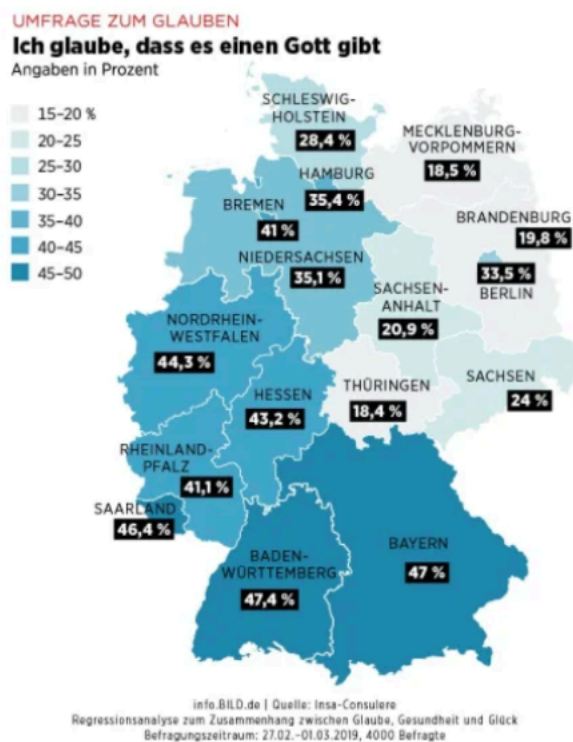 UMFRAGE ZUM GLAUBEN
Ich glaube, dass es einen Gott gibt
Angaben in Prozent
15–20 %
20–25
25–30
30–35
35–40
40–45
45–50
SCHLESWIG-
HOLSTEIN
28,4 %
MECKLENBURG-
VORPOMMERN
18,5 %
HAMBURG
35,4 %
BREMEN
41 %
BRANDENBURG
19,8 %
NIEDERSACHSEN
35,1 %
33,5 %
BERLIN
SACHSEN-
ANHALT
20,9 %
NORDRHEIN-
WESTFALEN
44,3 %
HESSEN
43,2 %
THÜRINGEN
18,4 %
SACHSEN
24 %
RHEINLAND-
PFALZ
41,1 %
SAARLAND
46,4 %
BADEN-
WÜRTTEMBERG
47,4 %
BAYERN
47 %
info.BILD.de | Quelle: Insa-Consulere
Regressionsanalyse zum Zusammenhang zwischen Glaube, Gesundheit und Glück
Befragungszeitraum: 27.02.–01.03.2019, 4000 Befragte